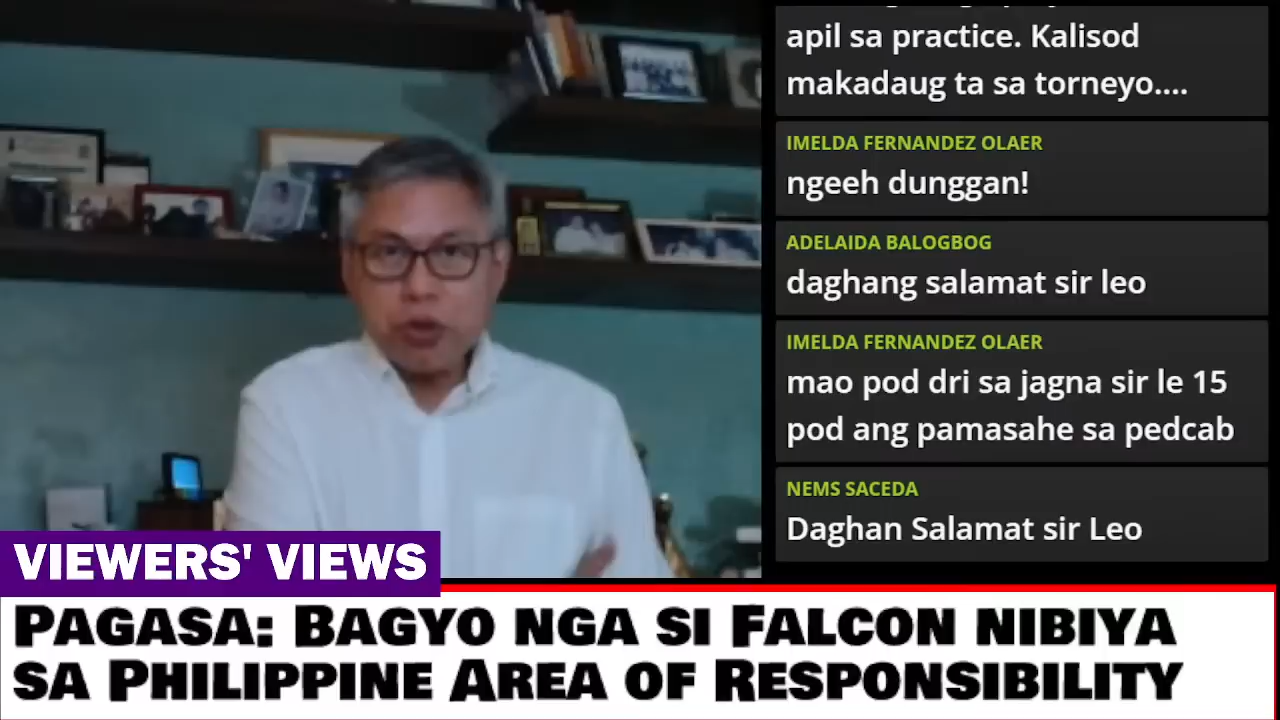 apil sa practice. Kalisod
makadaug ta sa torneyo....
IMELDA FERNANDEZ OLAER
ngeeh dunggan!
ADELAIDA BALOGBOG
daghang salamat sir leo
IMELDA FERNANDEZ OLAER
mao pod dri sa jagna sir le 15
pod ang pamasahe sa pedcab
NEMS SACEDA
Daghan Salamat sir Leo
VIEWERS' VIEWS
PAGASA: BAGYO NGA SI FALCON NIBIYA
SA PHILIPPINE AREA OF RESPONSIBILITY